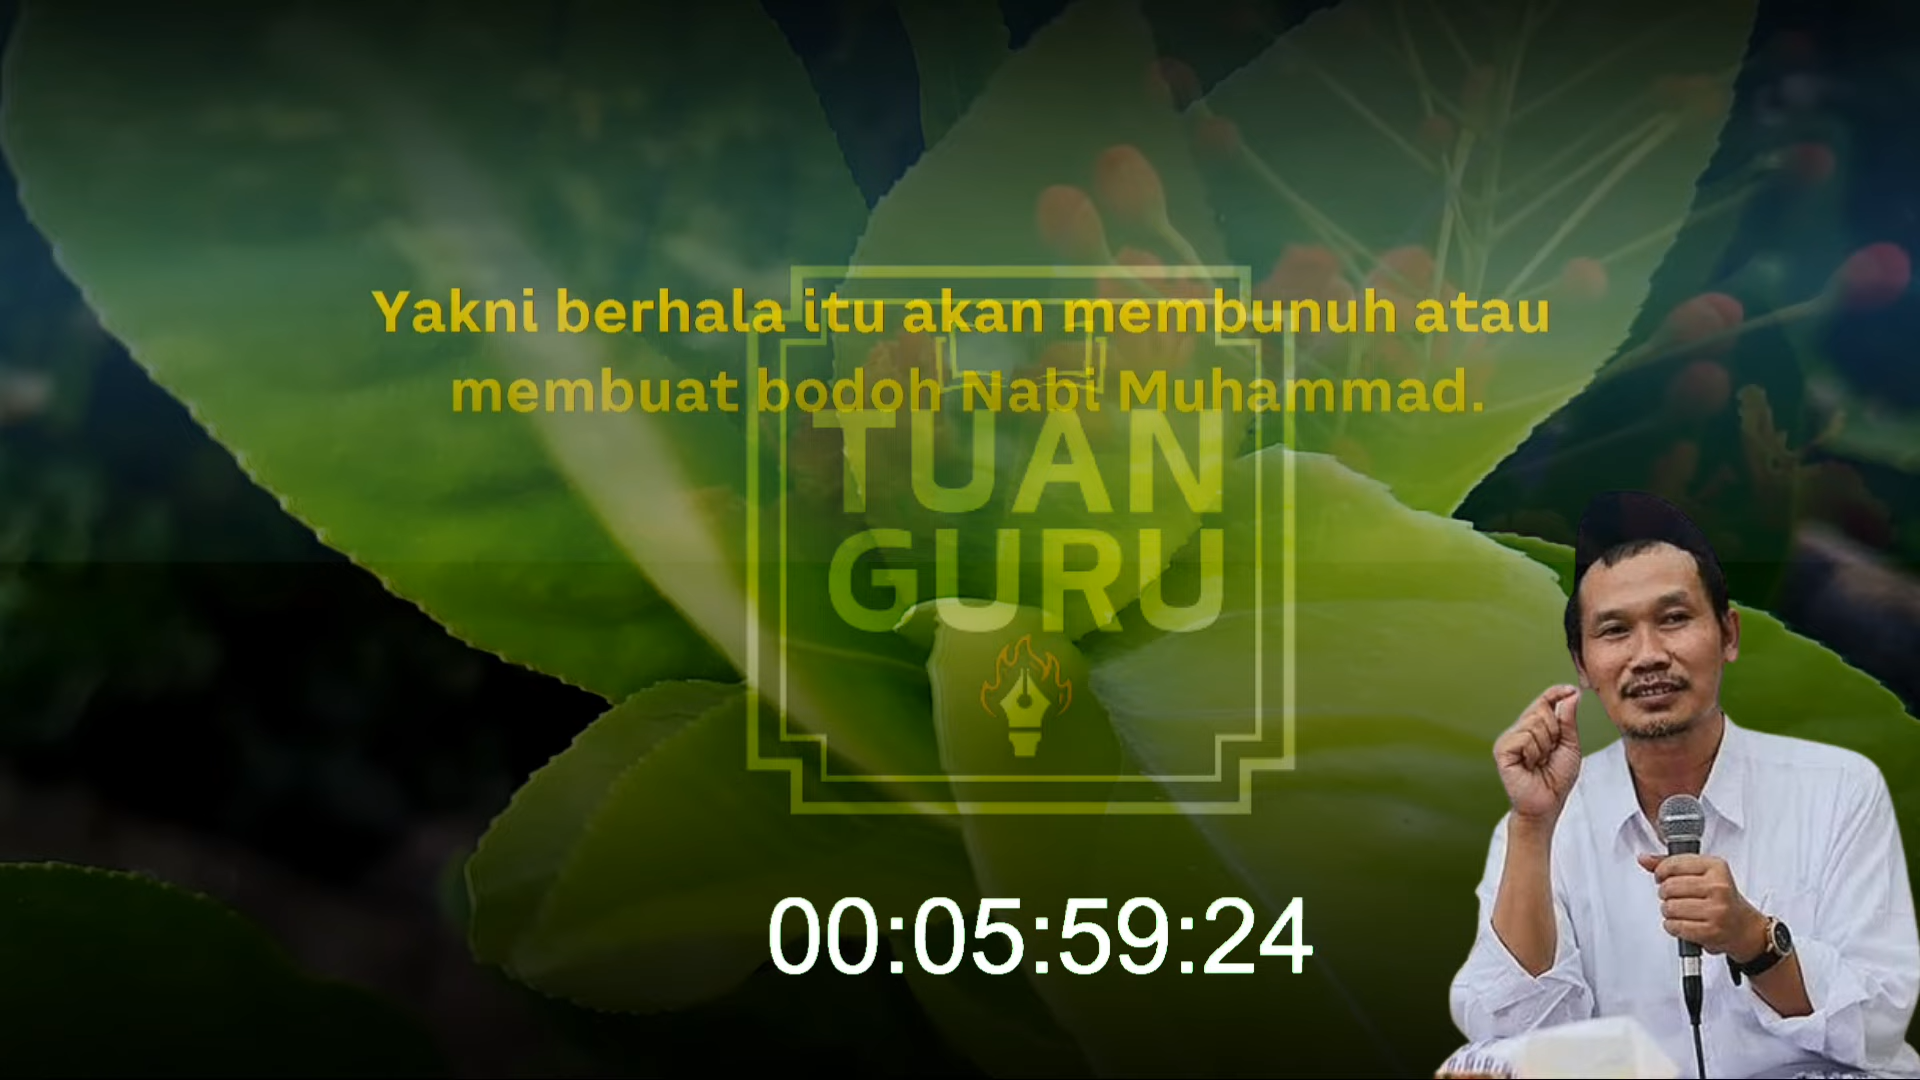 Yakni berhala itu akan membunuh atau
membuat bodoh Nabi Muhammad.
TUAN
GURU
00:05:59:24